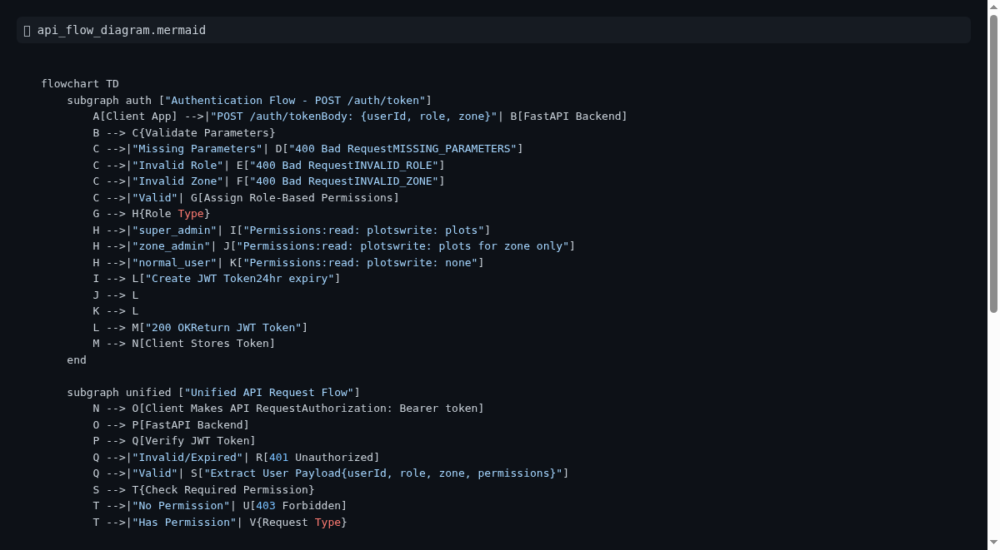 api_flow_diagram.mermaid
flowchart TD
    subgraph auth ["Authentication Flow - POST /auth/token"]
        A[Client App] -->|"POST /auth/tokenBody: {userId, role, zone}"| B[FastAPI Backend]
        B --> C{Validate Parameters}
        C -->|"Missing Parameters"| D["400 Bad RequestMISSING_PARAMETERS"]
        C -->|"Invalid Role"| E["400 Bad RequestINVALID_ROLE"]
        C -->|"Invalid Zone"| F["400 Bad RequestINVALID_ZONE"]
        C -->|"Valid"| G[Assign Role-Based Permissions]
        G --> H{Role Type}
        H -->|"super_admin"| I["Permissions:read: plotswrite: plots"]
        H -->|"zone_admin"| J["Permissions:read: plotswrite: plots for zone only"]
        H -->|"normal_user"| K["Permissions:read: plotswrite: none"]
        I --> L["Create JWT Token24hr expiry"]
        J --> L
        K --> L
        L --> M["200 OKReturn JWT Token"]
        M --> N[Client Stores Token]
    end
    subgraph unified ["Unified API Request Flow"]
        N --> O[Client Makes API RequestAuthorization: Bearer token]
        O --> P[FastAPI Backend]
        P --> Q[Verify JWT Token]
        Q -->|"Invalid/Expired"| R[401 Unauthorized]
        Q -->|"Valid"| S["Extract User Payload{userId, role, zone, permissions}"]
        S --> T{Check Required Permission}
        T -->|"No Permission"| U[403 Forbidden]
        T -->|"Has Permission"| V{Request Type}